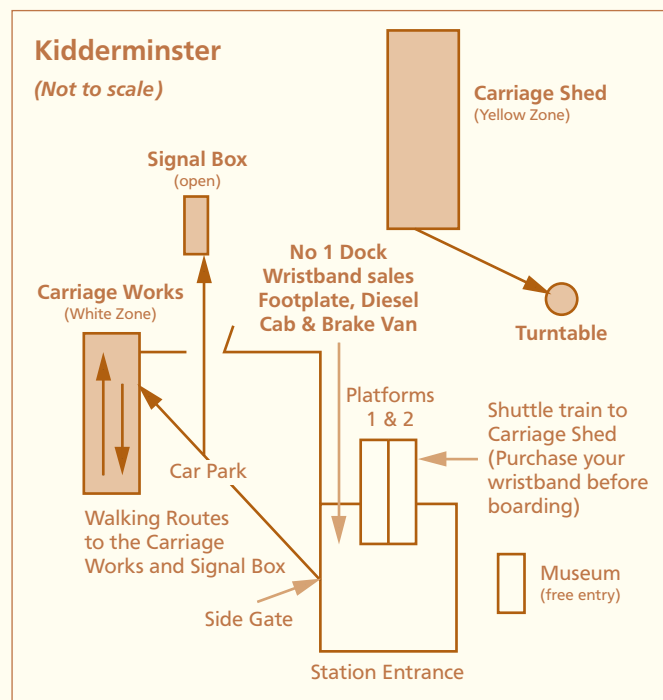 Kidderminster
(Not to scale)
Carriage Shed
(Yellow Zone)
Signal Box
(open)
No 1 Dock
Wristband sales
Footplate, Diesel
Cab & Brake Van
Carriage Works
(White Zone)
Turntable
Platforms
1 & 2
Shuttle train to
Carriage Shed
(Purchase your
wristband before
boarding)
Car Park
Walking Routes
to the Carriage
Works and Signal Box
Museum
(free entry)
Side Gate
Station Entrance